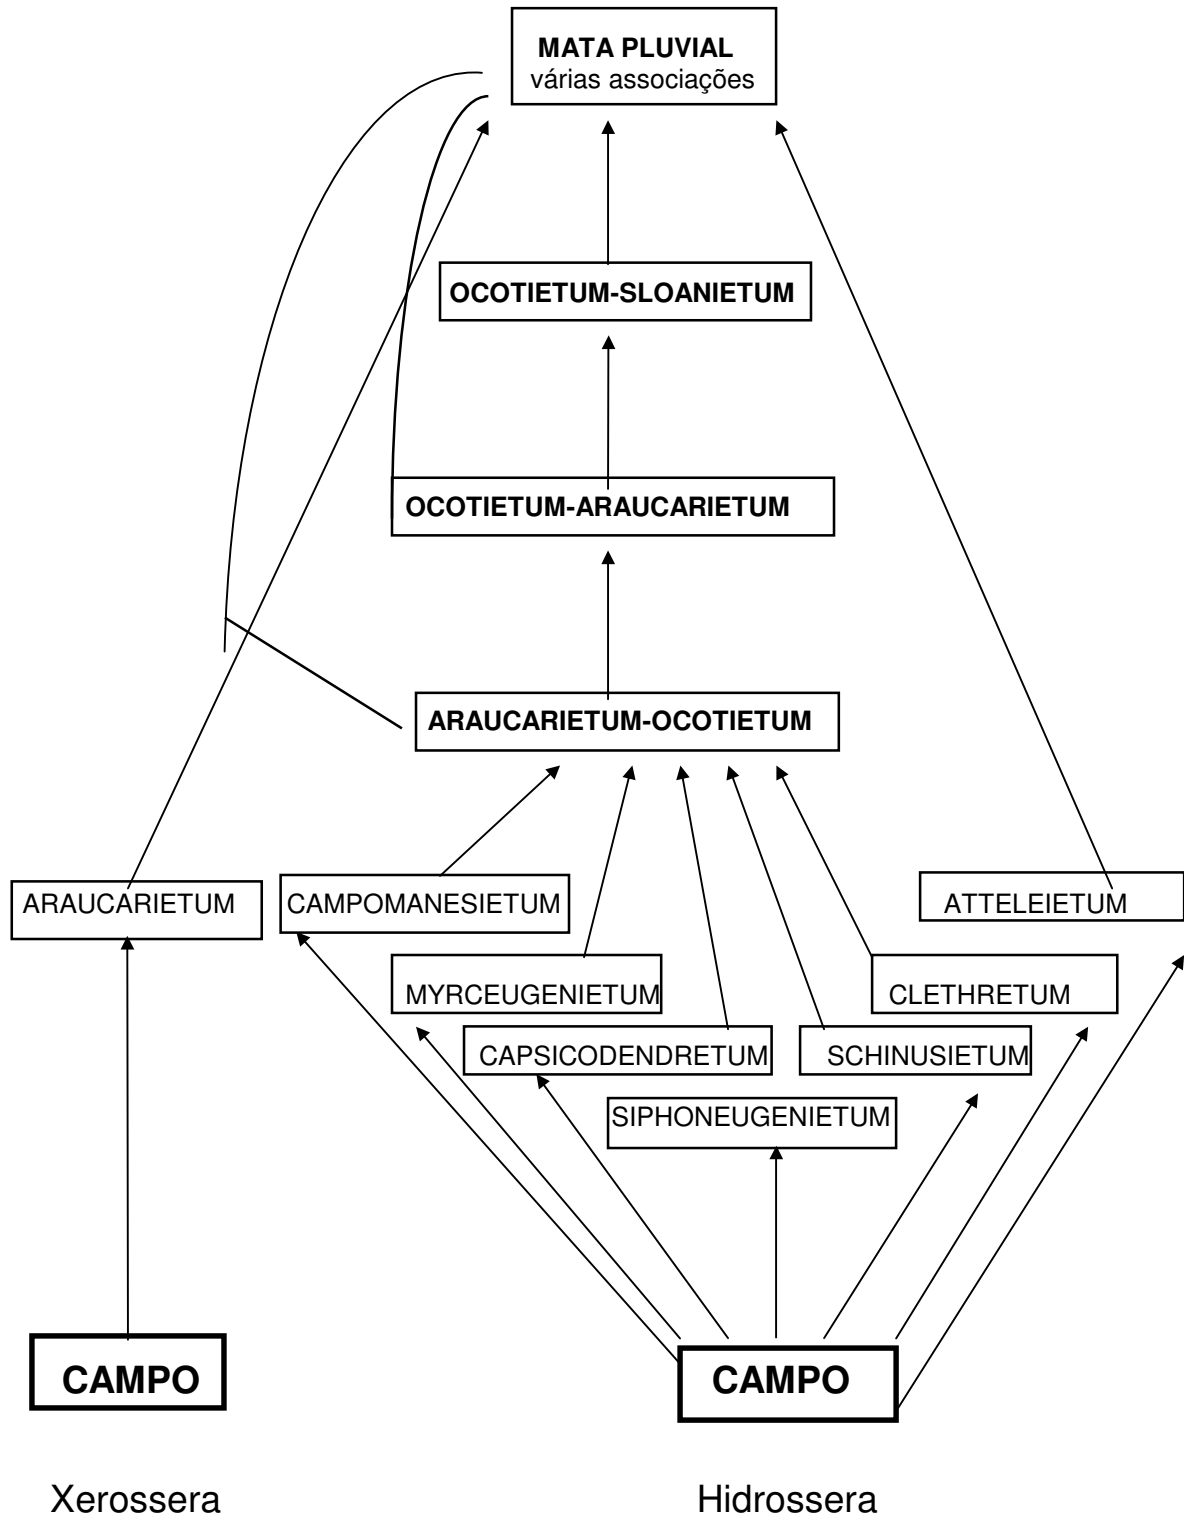 MATA PLUVIAL
várias associações
OCOTIETUM-SLOANIETUM
OCOTIETUM-ARAUCARIETUM
ARAUCARIETUM-OCOTIETUM
ARAUCARIETUM
CAMPOMANESIETUM
ATTELEIETUM
MYRCEUGENIETUM
CLETHRETUM
CAPSICODENDRETUM
SCHINUSIETUM
SIPHONEUGENIETUM
CAMPO
CAMPO
Xerossera
Hidrossera